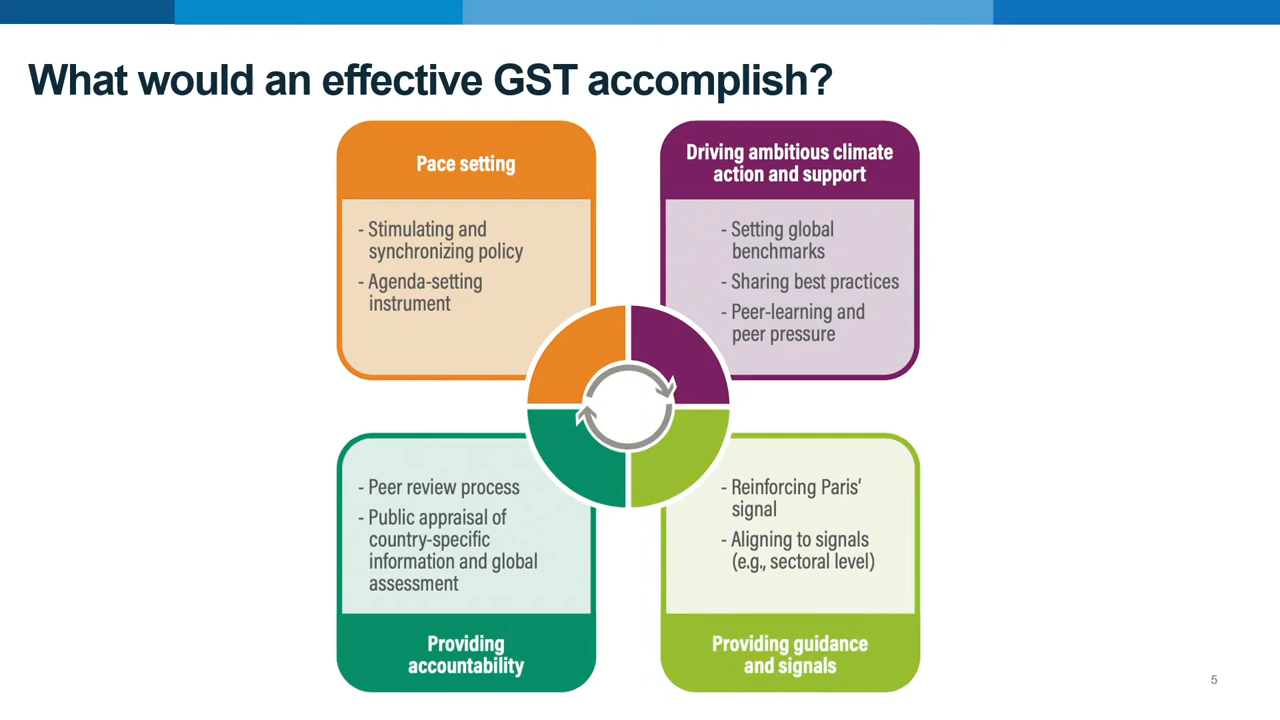 What would an effective GST accomplish?
Pace setting
- Stimulating and
synchronizing policy
- Agenda-setting
instrument
Driving ambitious climate
action and support
- Setting global
benchmarks
- Sharing best practices
- Peer-learning and
peer pressure
- Peer review process
- Public appraisal of
country-specific
information and global
assessment
Providing
accountability
- Reinforcing Paris’
signal
- Aligning to signals
(e.g., sectoral level)
Providing guidance
and signals
5